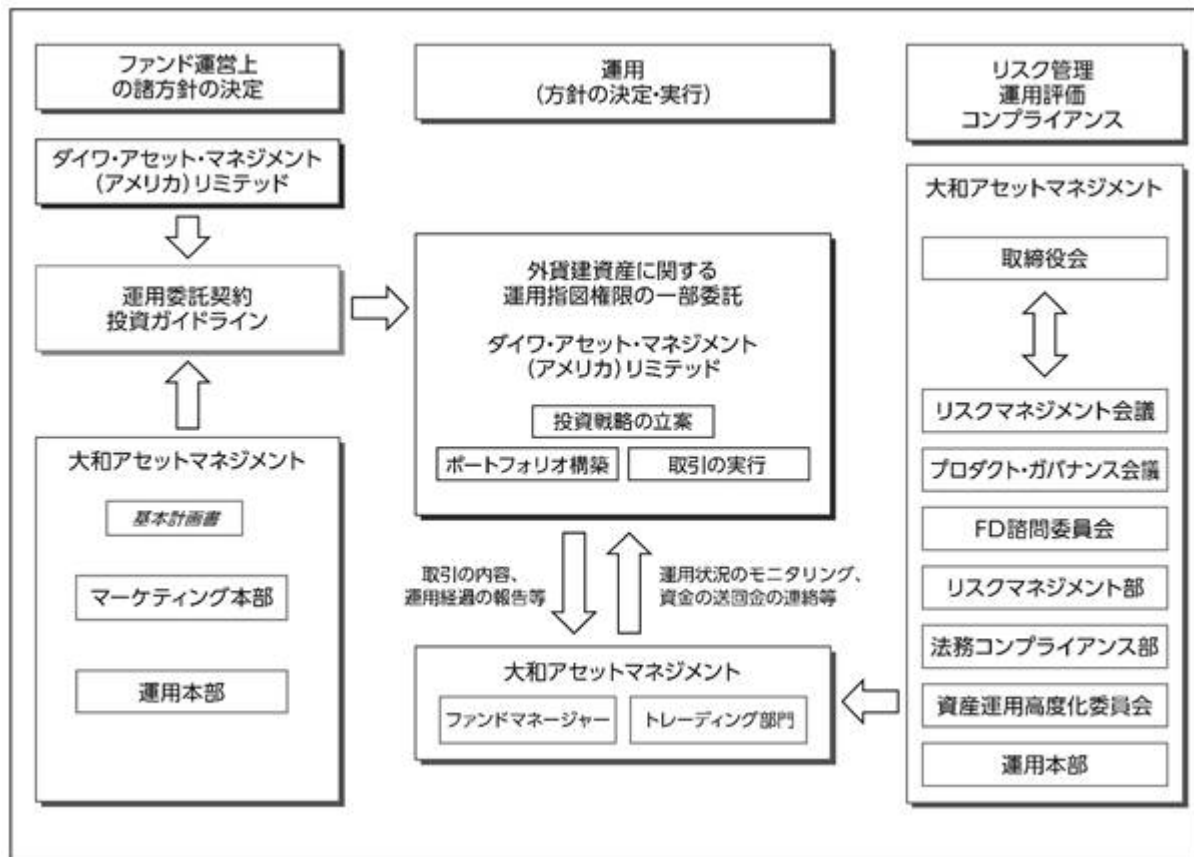 ファンド運営上
の諸方針の決定
ダイワ・アセット・マネジメント
(アメリカ)リミテッド
運用委託契約
投資ガイドライン
大和アセットマネジメント
基本計画書
マーケティング本部
運用本部
運用
(方針の決定・実行)
外貨建資産に関する
運用指図権限の一部委託
ダイワ・アセット・マネジメント
(アメリカ)リミテッド
投資戦略の立案
ポートフォリオ構築
取引の実行
取引の内容、
運用経過の報告等
運用状況のモニタリング、
資金の送回金の連絡等
大和アセットマネジメント
ファンドマネージャー
トレーディング部門
リスク管理
運用評価
コンプライアンス
大和アセットマネジメント
取締役会
リスクマネジメント会議
プロダクト・ガバナンス会議
FD諮問委員会
リスクマネジメント部
法務コンプライアンス部
資産運用高度化委員会
運用本部